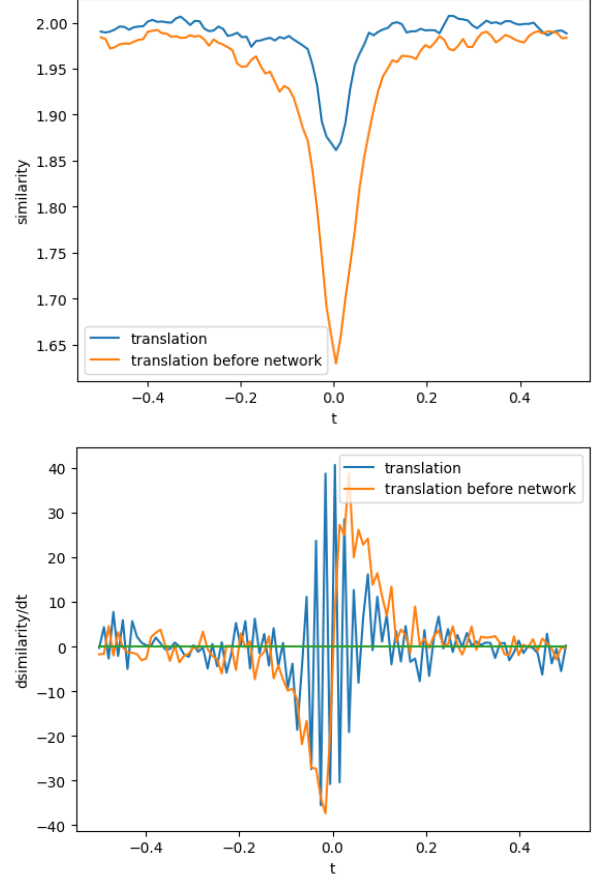 2.00
1.95
1.90
1.85
1.80
1.75
1.70
1.65
similarity
translation
translation before network
−0.4 −0.2 0.0 0.2 0.4
t
40
30
20
10
0
−10
−20
−30
−40
dsimilarity/dt
translation
translation before network
−0.4 −0.2 0.0 0.2 0.4
t